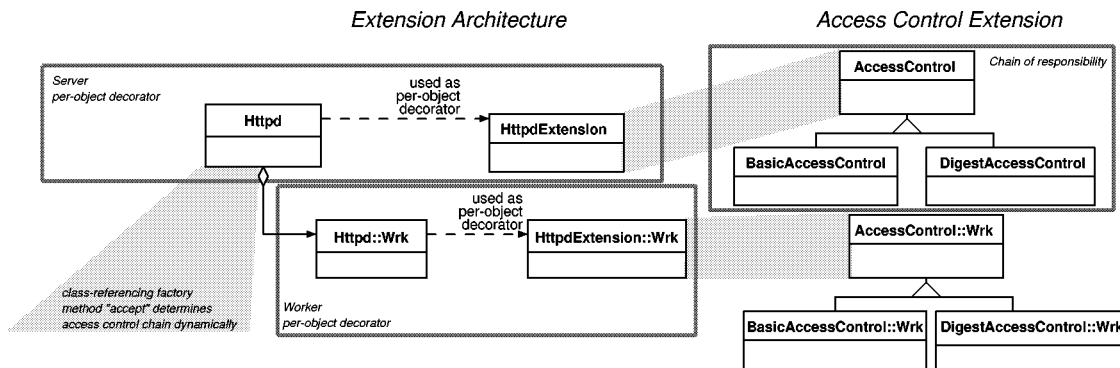 Extension Architecture
Access Control Extension
Server
per-object decorator
used as
per-object
decorator
Httpd
HttpdExtension
AccessControl
Chain of responsibility
BasicAccessControl
DigestAccessControl
used as
per-object
decorator
Httpd::Wrk
HttpdExtension::Wrk
AccessControl::Wrk
class-referencing factory
method "accept" determines
access control chain dynamically
Worker
per-object decorator
BasicAccessControl::Wrk
DigestAccessControl::Wrk